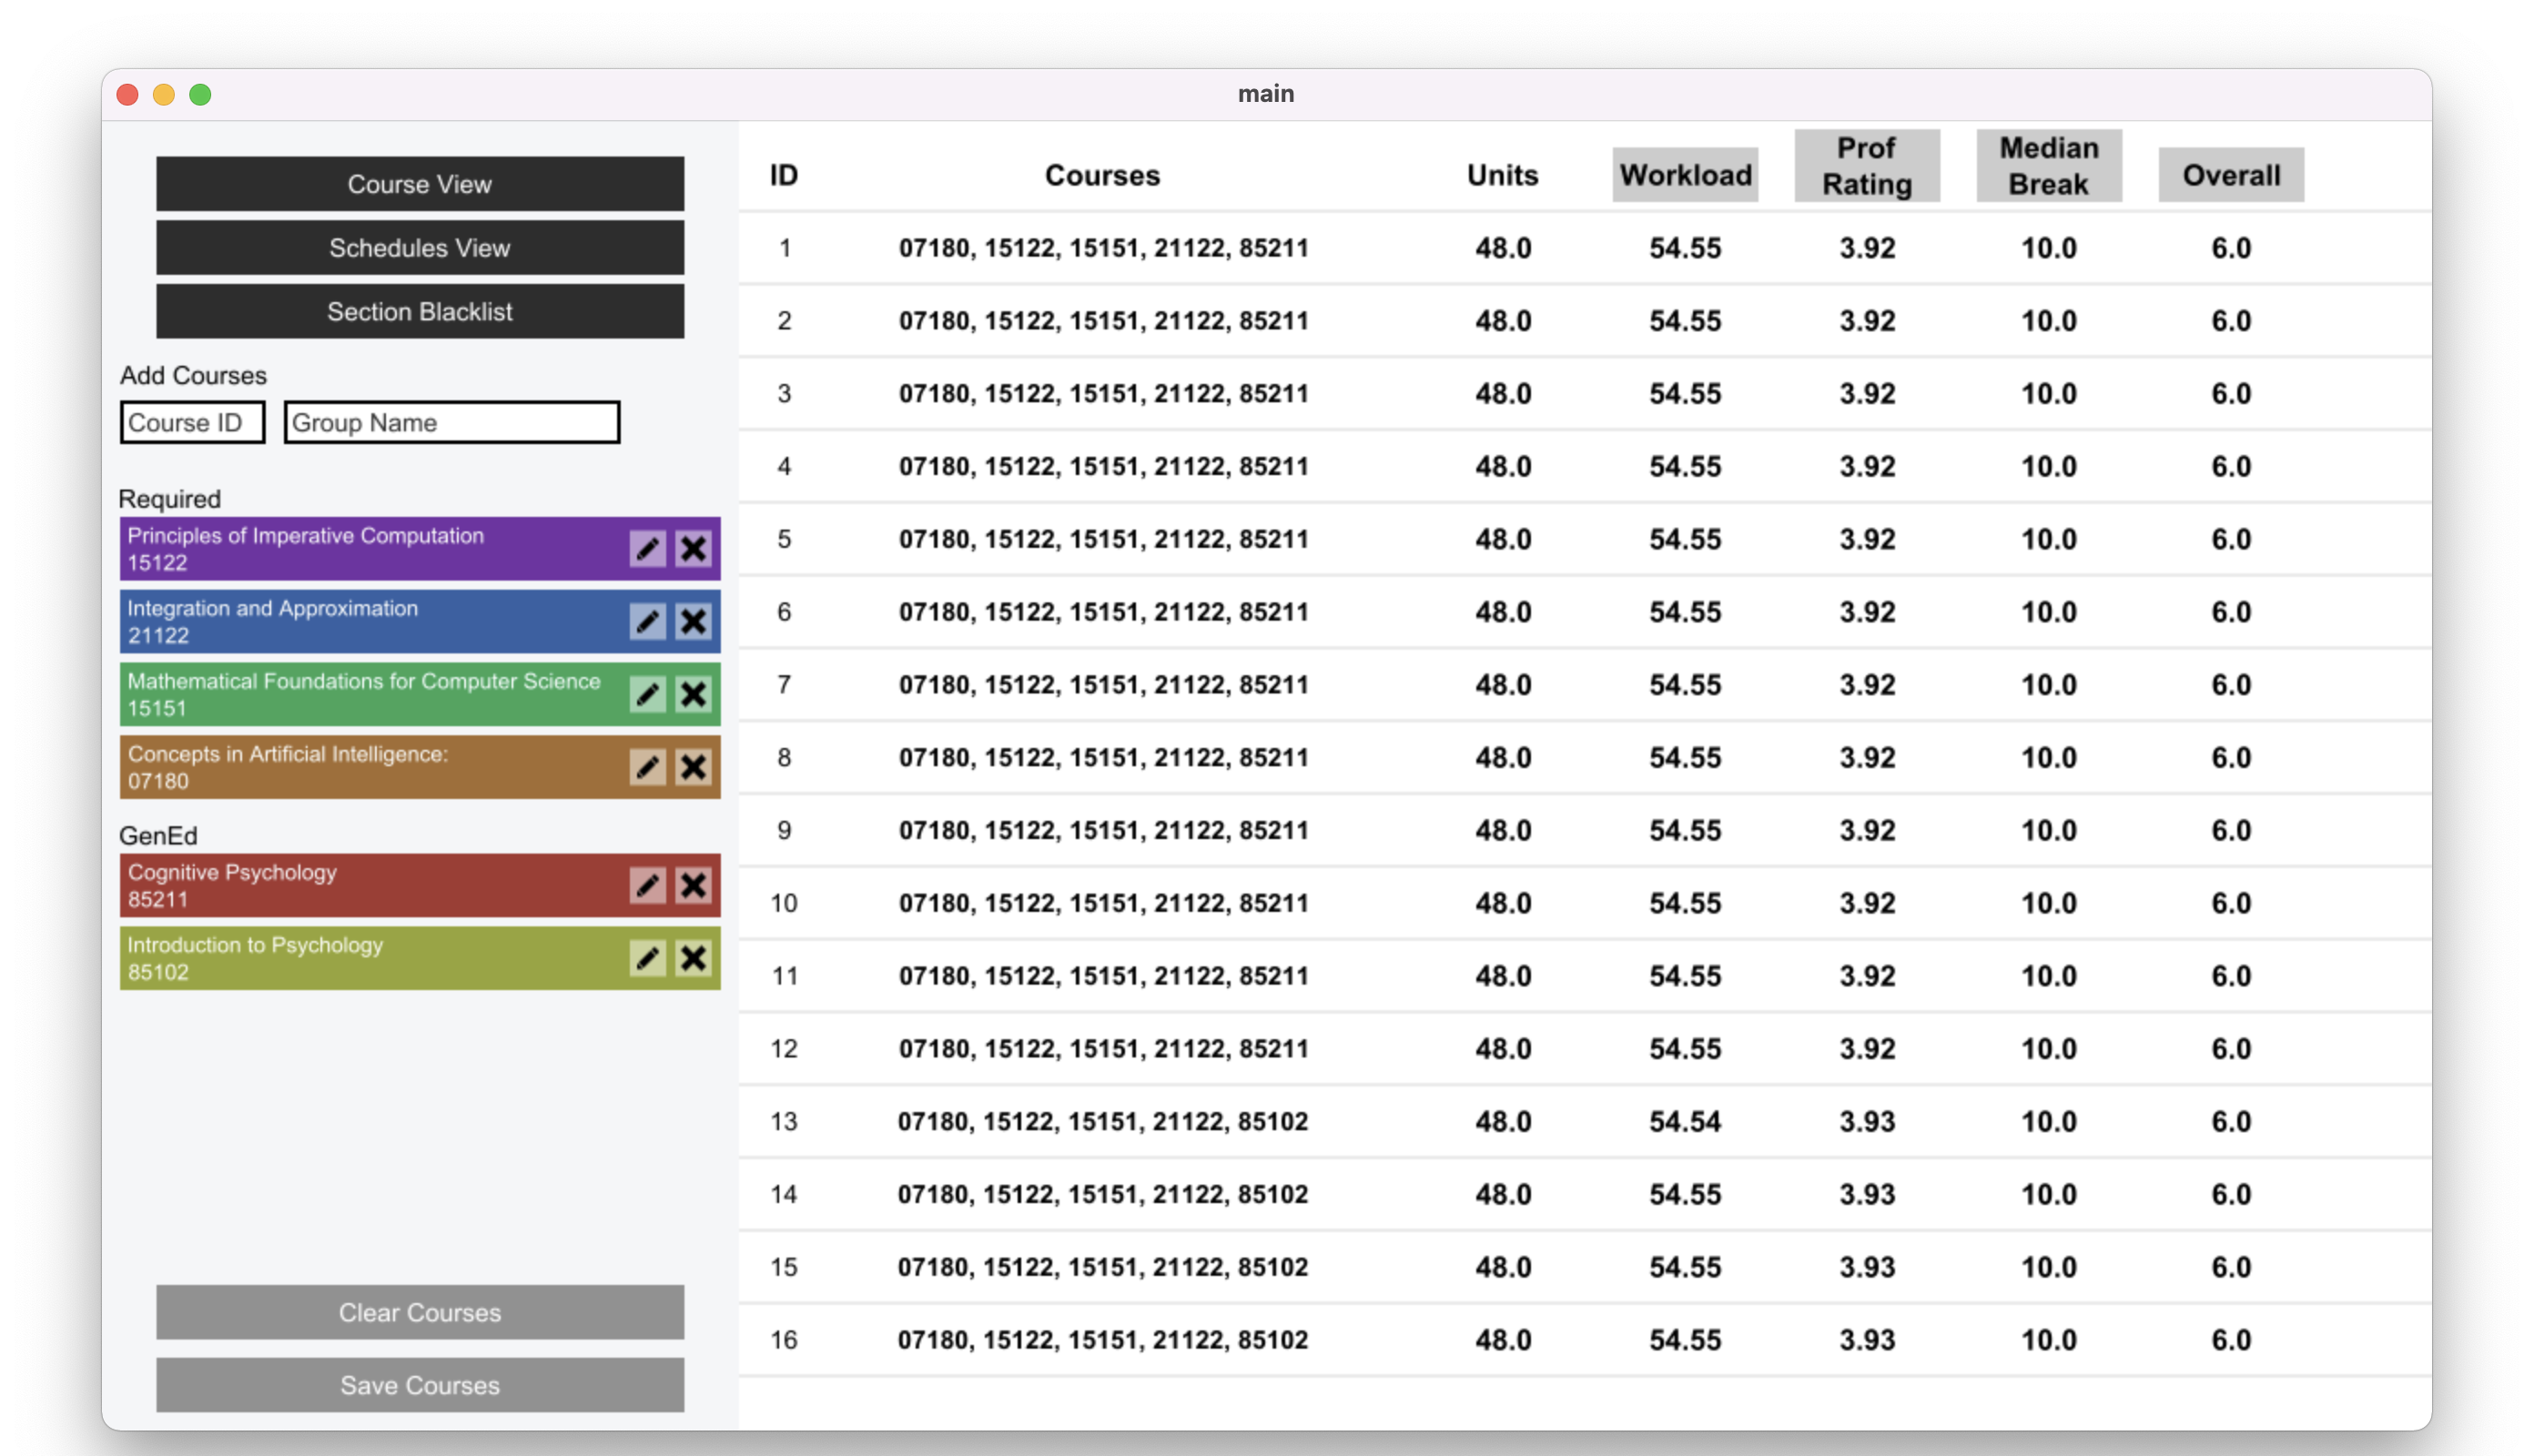 main
Course View
Schedules View
Section Blacklist
Add Courses
Course ID Group Name
Required
Principles of Imperative Computation
15122
Integration and Approximation
21122
Mathematical Foundations for Computer Science
15151
Concepts in Artificial Intelligence:
07180
GenEd
Cognitive Psychology
85211
Introduction to Psychology
85102
Clear Courses
Save Courses
ID Courses Units Workload Prof Rating Median Break Overall
1 07180, 15122, 15151, 21122, 85211 48.0 54.55 3.92 10.0 6.0
2 07180, 15122, 15151, 21122, 85211 48.0 54.55 3.92 10.0 6.0
3 07180, 15122, 15151, 21122, 85211 48.0 54.55 3.92 10.0 6.0
4 07180, 15122, 15151, 21122, 85211 48.0 54.55 3.92 10.0 6.0
5 07180, 15122, 15151, 21122, 85211 48.0 54.55 3.92 10.0 6.0
6 07180, 15122, 15151, 21122, 85211 48.0 54.55 3.92 10.0 6.0
7 07180, 15122, 15151, 21122, 85211 48.0 54.55 3.92 10.0 6.0
8 07180, 15122, 15151, 21122, 85211 48.0 54.55 3.92 10.0 6.0
9 07180, 15122, 15151, 21122, 85211 48.0 54.55 3.92 10.0 6.0
10 07180, 15122, 15151, 21122, 85211 48.0 54.55 3.92 10.0 6.0
11 07180, 15122, 15151, 21122, 85211 48.0 54.55 3.92 10.0 6.0
12 07180, 15122, 15151, 21122, 85211 48.0 54.55 3.92 10.0 6.0
13 07180, 15122, 15151, 21122, 85102 48.0 54.54 3.93 10.0 6.0
14 07180, 15122, 15151, 21122, 85102 48.0 54.55 3.93 10.0 6.0
15 07180, 15122, 15151, 21122, 85102 48.0 54.55 3.93 10.0 6.0
16 07180, 15122, 15151, 21122, 85102 48.0 54.55 3.93 10.0 6.0